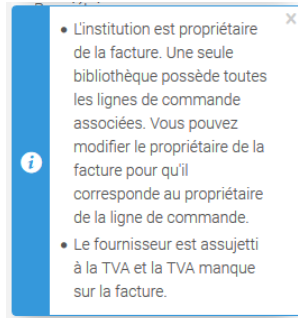 • L'institution est propriétaire
de la facture. Une seule
bibliothèque possède toutes
les lignes de commande
associées. Vous pouvez
modifier le propriétaire de la
facture pour qu'il
corresponde au propriétaire
de la ligne de commande.
• Le fournisseur est assujetti
à la TVA et la TVA manque
sur la facture.